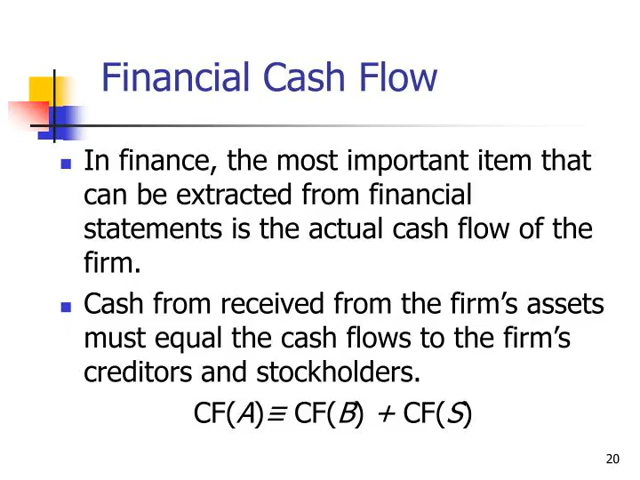 Financial Cash Flow
In finance, the most important item that
can be extracted from financial
statements is the actual cash flow of the
firm.
Cash from received from the firm's assets
must equal the cash flows to the firm's
creditors and stockholders.
CF(A)≡ CF(B) + CF(S)
20